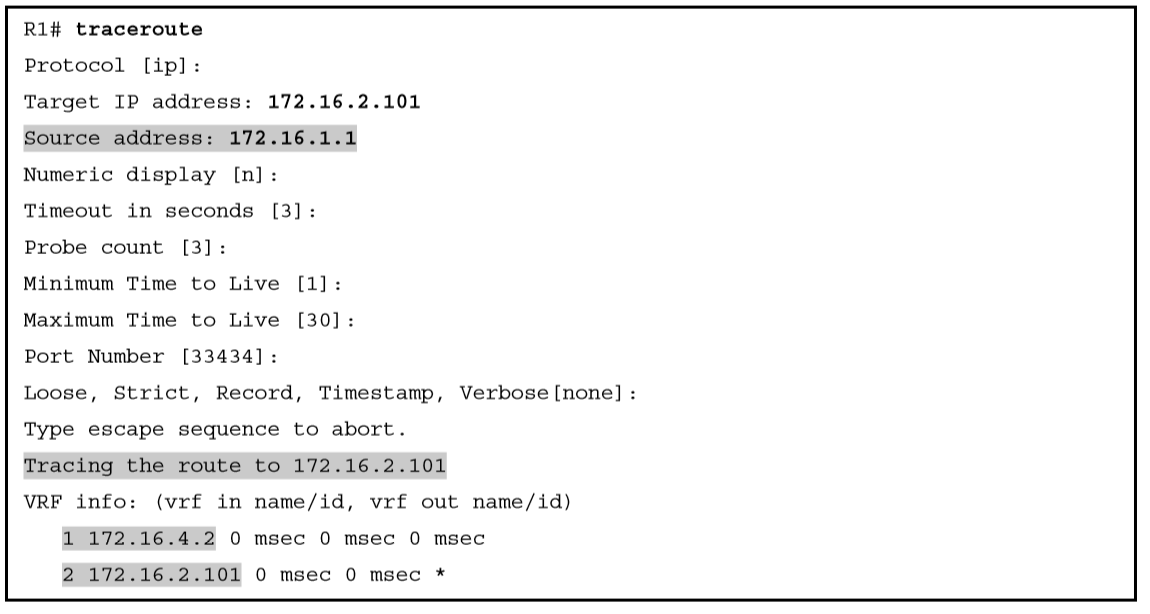 R1# traceroute
Protocol [ip]:
Target IP address: 172.16.2.101
Source address: 172.16.1.1
Numeric display [n]:
Timeout in seconds [3]:
Probe count [3]:
Minimum Time to Live [1]:
Maximum Time to Live [30]:
Port Number [33434]:
Loose, Strict, Record, Timestamp, Verbose[none]:
Type escape sequence to abort.
Tracing the route to 172.16.2.101
VRF info: (vrf in name/id, vrf out name/id)
1 172.16.4.2 0 msec 0 msec 0 msec
2 172.16.2.101 0 msec 0 msec *